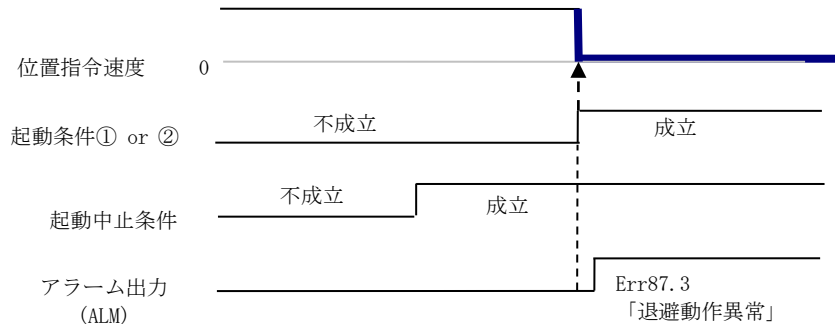 位置指令速度 0
起動条件① or ② 不成立 成立
起動中止条件 不成立 成立
アラーム出力
(ALM)
Err87.3
「退避動作異常」